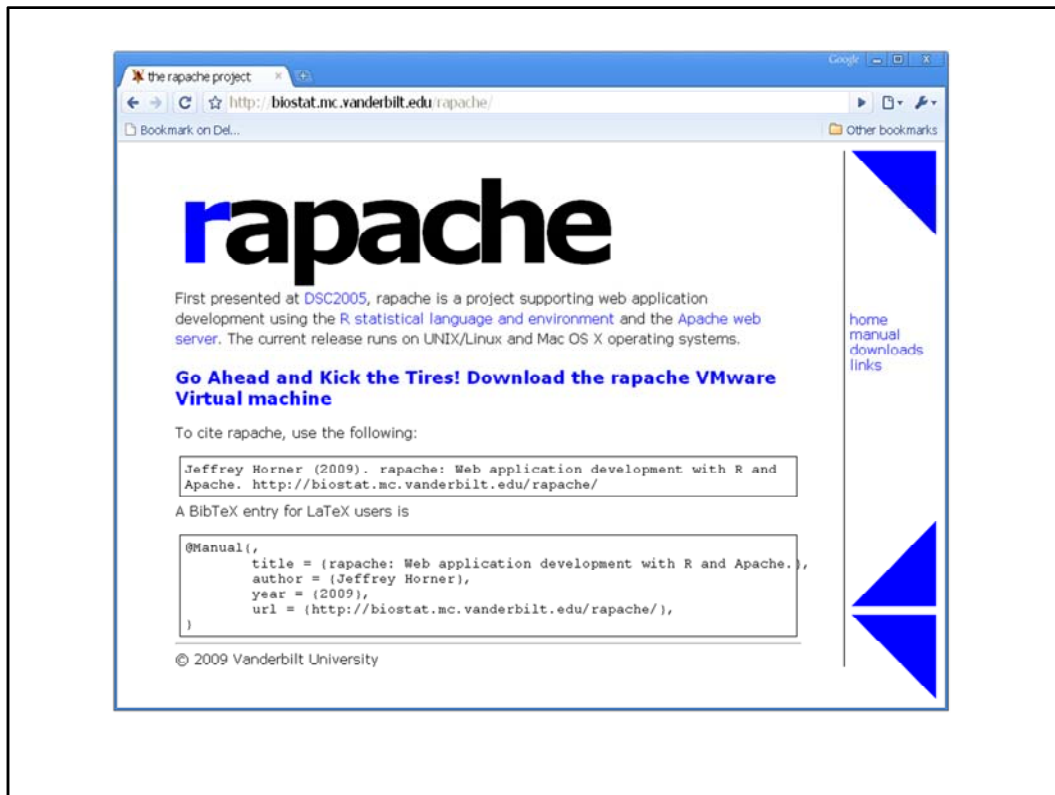 Google
the rapache project
http://biostat.mc.vanderbilt.edu/rapache/
Bookmark on Del...
Other bookmarks
rapache
First presented at DSC2005, rapache is a project supporting web application
development using the R statistical language and environment and the Apache web
server. The current release runs on UNIX/Linux and Mac OS X operating systems.
Go Ahead and Kick the Tires! Download the rapache VMware
Virtual machine
To cite rapache, use the following:
Jeffrey Horner (2009). rapache: Web application development with R and
Apache. http://biostat.mc.vanderbilt.edu/rapache/
A BibTeX entry for LaTeX users is
@Manual{,
title = {rapache: Web application development with R and Apache.},
author = {Jeffrey Horner},
year = {2009},
url = {http://biostat.mc.vanderbilt.edu/rapache/},
}
© 2009 Vanderbilt University
home
manual
downloads
links